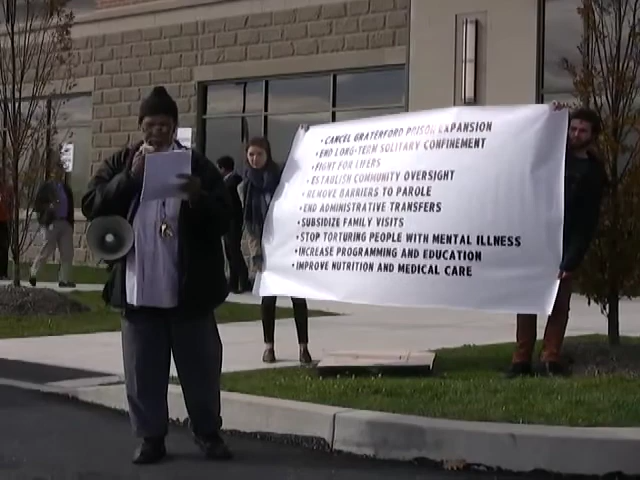 • CANCEL GRATERFORD PRISON EXPANSION
• END LONG-TERM SOLITARY CONFINEMENT
• FIGHT FOR LIFERS
• ESTABLISH COMMUNITY OVERSIGHT
• REMOVE BARRIERS TO PAROLE
• END ADMINISTRATIVE TRANSFERS
• SUBSIDIZE FAMILY VISITS
• STOP TORTURING PEOPLE WITH MENTAL ILLNESS
• INCREASE PROGRAMMING AND EDUCATION
• IMPROVE NUTRITION AND MEDICAL CARE